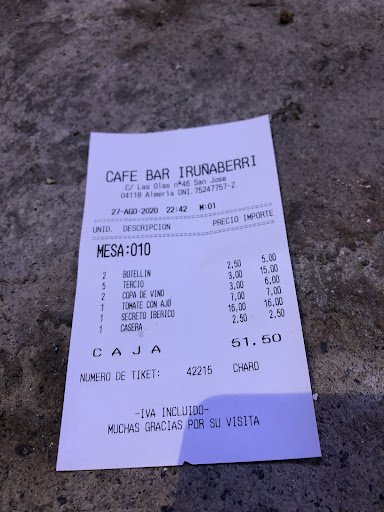 CAFE BAR IRUÑABERRI
C/ Las Olas nº46 San Jose
04118 Almeria DNI.75247757-Z
27-AGO-2020 22:42 M:01
UNID. DESCRIPCION PRECIO IMPORTE
MESA:010
2 BOTELLIN 2,50 5,00
5 TERCIO 3,00 15,00
2 COPA DE VINO 3,00 6,00
1 TOMATE CON AJO 7,00 7,00
1 SECRETO IBERICO 16,00 16,00
1 CASERA 2,50 2,50
CAJA 51,50
NUMERO DE TIKET: 42215 CHARO
-IVA INCLUIDO-
MUCHAS GRACIAS POR SU VISITA